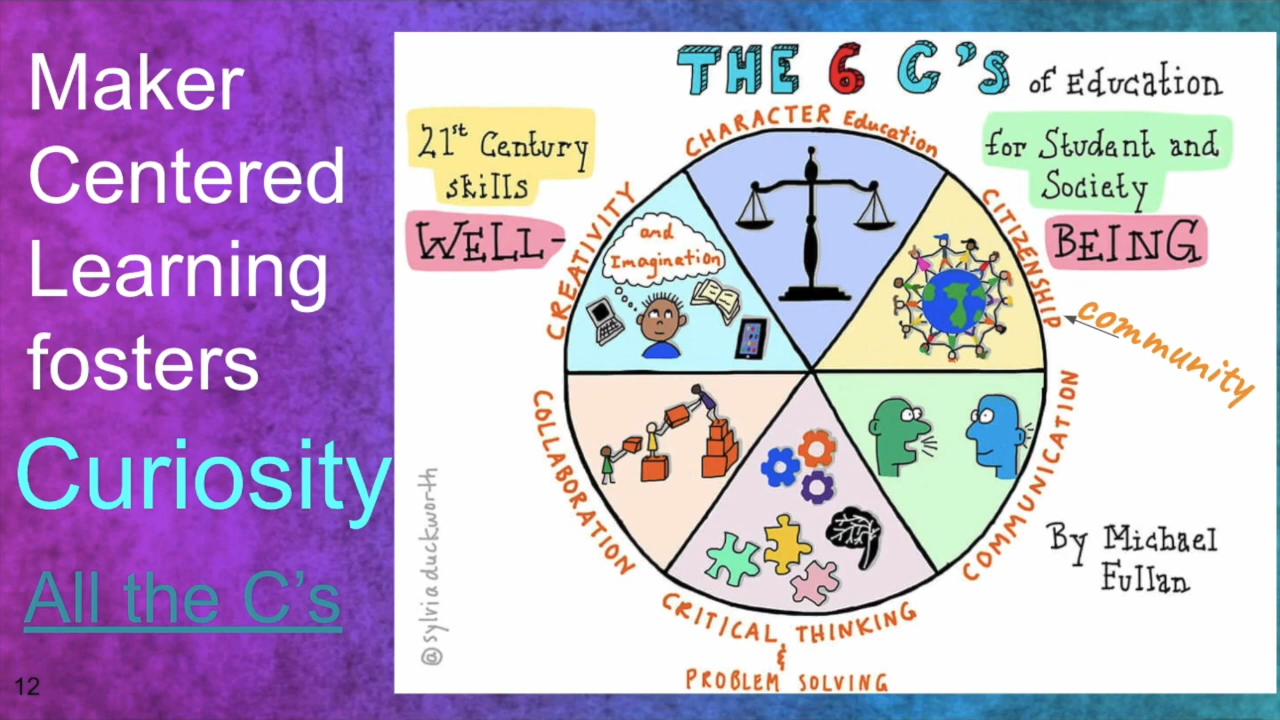 Maker
Centered
Learning
fosters
Curiosity
All the C's
12
THE 6 C'S of Education
21st Century
skills
WELL-
for Student and
Society
BEING
CHARACTER Education
CITIZENSHIP
community
CREATIVITY
and
Imagination
COLLABORATION
COMMUNICATION
CRITICAL THINKING
&
PROBLEM SOLVING
By Michael
Fullan
@sylviaduckworth